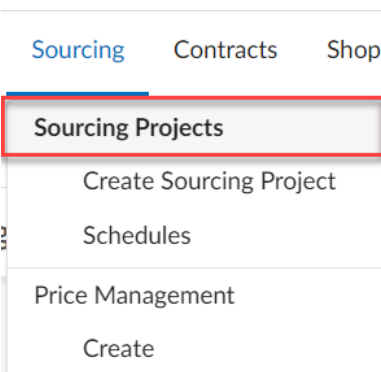 Sourcing Contracts Shop
Sourcing Projects
Create Sourcing Project
Schedules
Price Management
Create